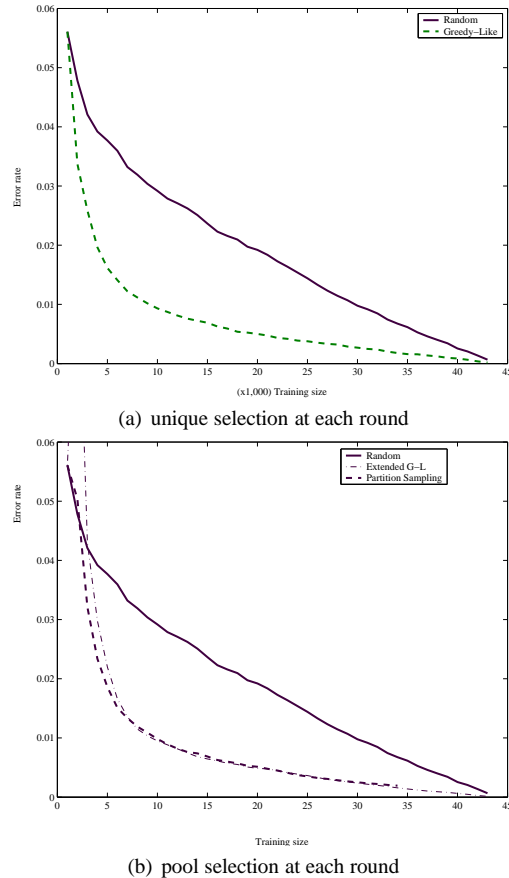 0.06
Random
Greedy-Like
0.05
0.04
0.03
Error rate
0.02
0.01
0
0 5 10 15 20 25 30 35 40 45
(x1,000) Training size
(a) unique selection at each round
0.06
Random
Extended G-L
Partition Sampling
0.05
0.04
0.03
Error rate
0.02
0.01
0
0 5 10 15 20 25 30 35 40 45
Training size
(b) pool selection at each round